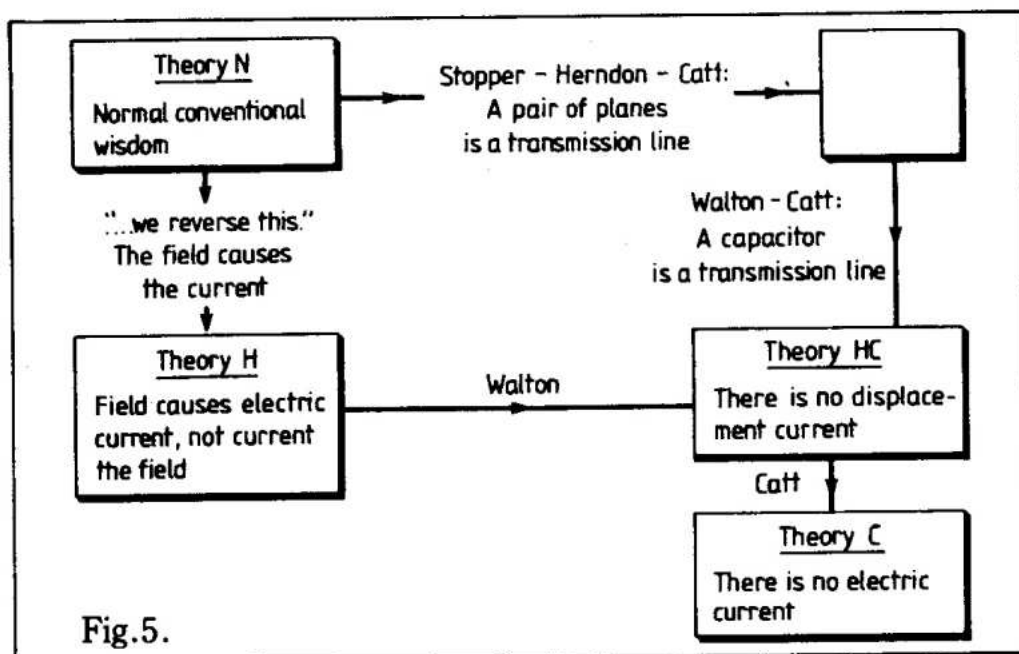 Theory N
Normal conventional
wisdom
Stopper - Herndon - Catt:
A pair of planes
is a transmission line
"....we reverse this."
The field causes
the current
Walton - Catt:
A capacitor
is a transmission line
Theory H
Field causes electric
current, not current
the field
Walton
Theory HC
There is no displace-
ment current
Catt
Theory C
There is no electric
current
Fig.5.